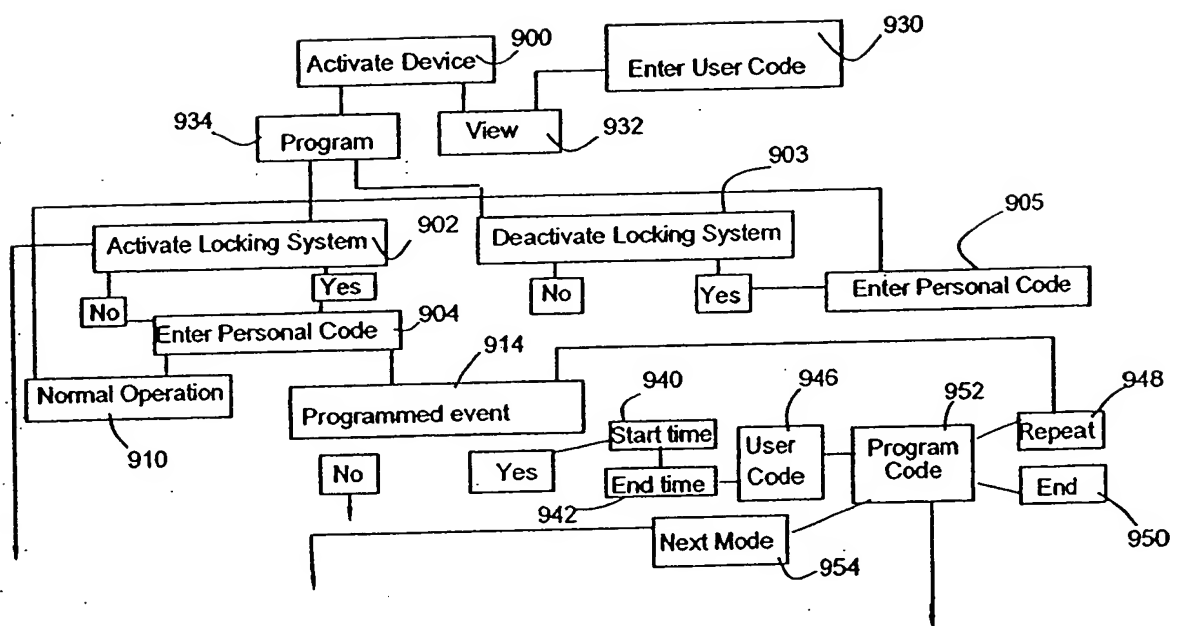 900
930
Activate Device
Enter User Code
934
Program
View
932
903
905
Activate Locking System
902
Deactivate Locking System
No
Yes
No
Yes
Enter Personal Code
Enter Personal Code
904
914
Normal Operation
910
Programmed event
940
946
952
948
Start time
User
Code
Program
Code
Repeat
No
Yes
End time
942
End
950
Next Mode
954